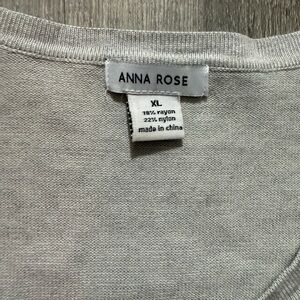 ANNA ROSE
XL
78% rayon
22% nylon
made in china